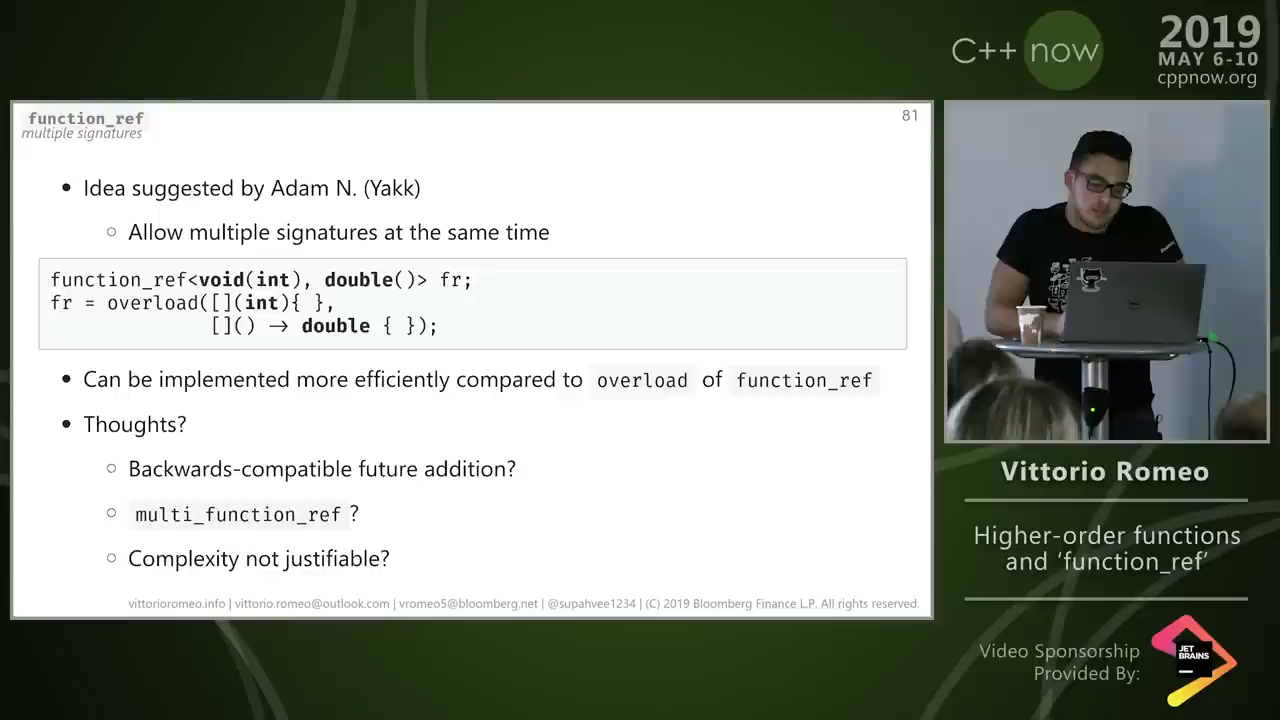 C++ now
2019
MAY 6-10
cppnow.org
function_ref
multiple signatures
81
• Idea suggested by Adam N. (Yakk)
○ Allow multiple signatures at the same time
function_ref<void(int), double()> fr;
fr = overload([](int){ },
[]() → double { });
• Can be implemented more efficiently compared to overload of function_ref
• Thoughts?
○ Backwards-compatible future addition?
○ multi_function_ref ?
○ Complexity not justifiable?
vittorioromeo.info | vittorio.romeo@outlook.com | vromeo5@bloomberg.net | @supahvee1234 | (C) 2019 Bloomberg Finance L.P. All rights reserved.
Vittorio Romeo
Higher-order functions
and ‘function_ref’
Video Sponsorship
Provided By:
JET
BRAINS